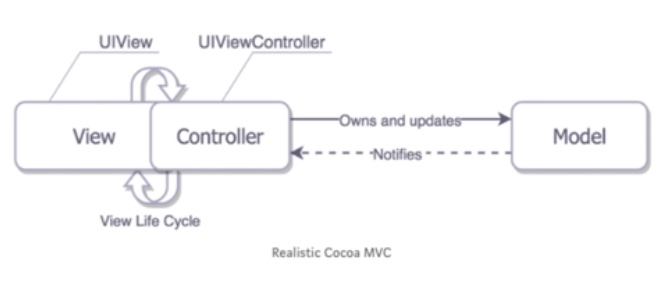 UIView
UIViewController
View
Controller
Owns and updates
Notifies
Model
View Life Cycle
Realistic Cocoa MVC